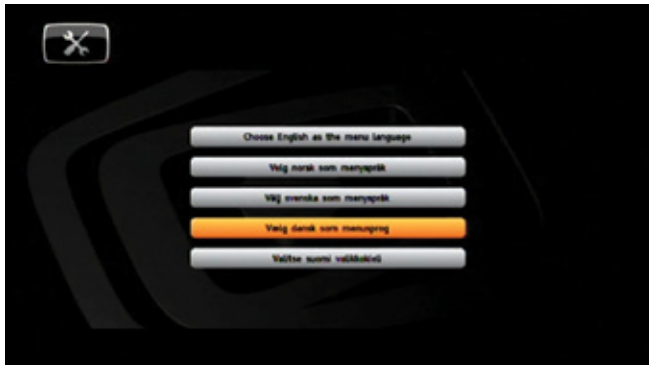 Choose English as the menu language
Velg norsk som menyspråk
Välj svenska som menyspråk
Vælg dansk som menusprog
Valitse suomi valikkokieli